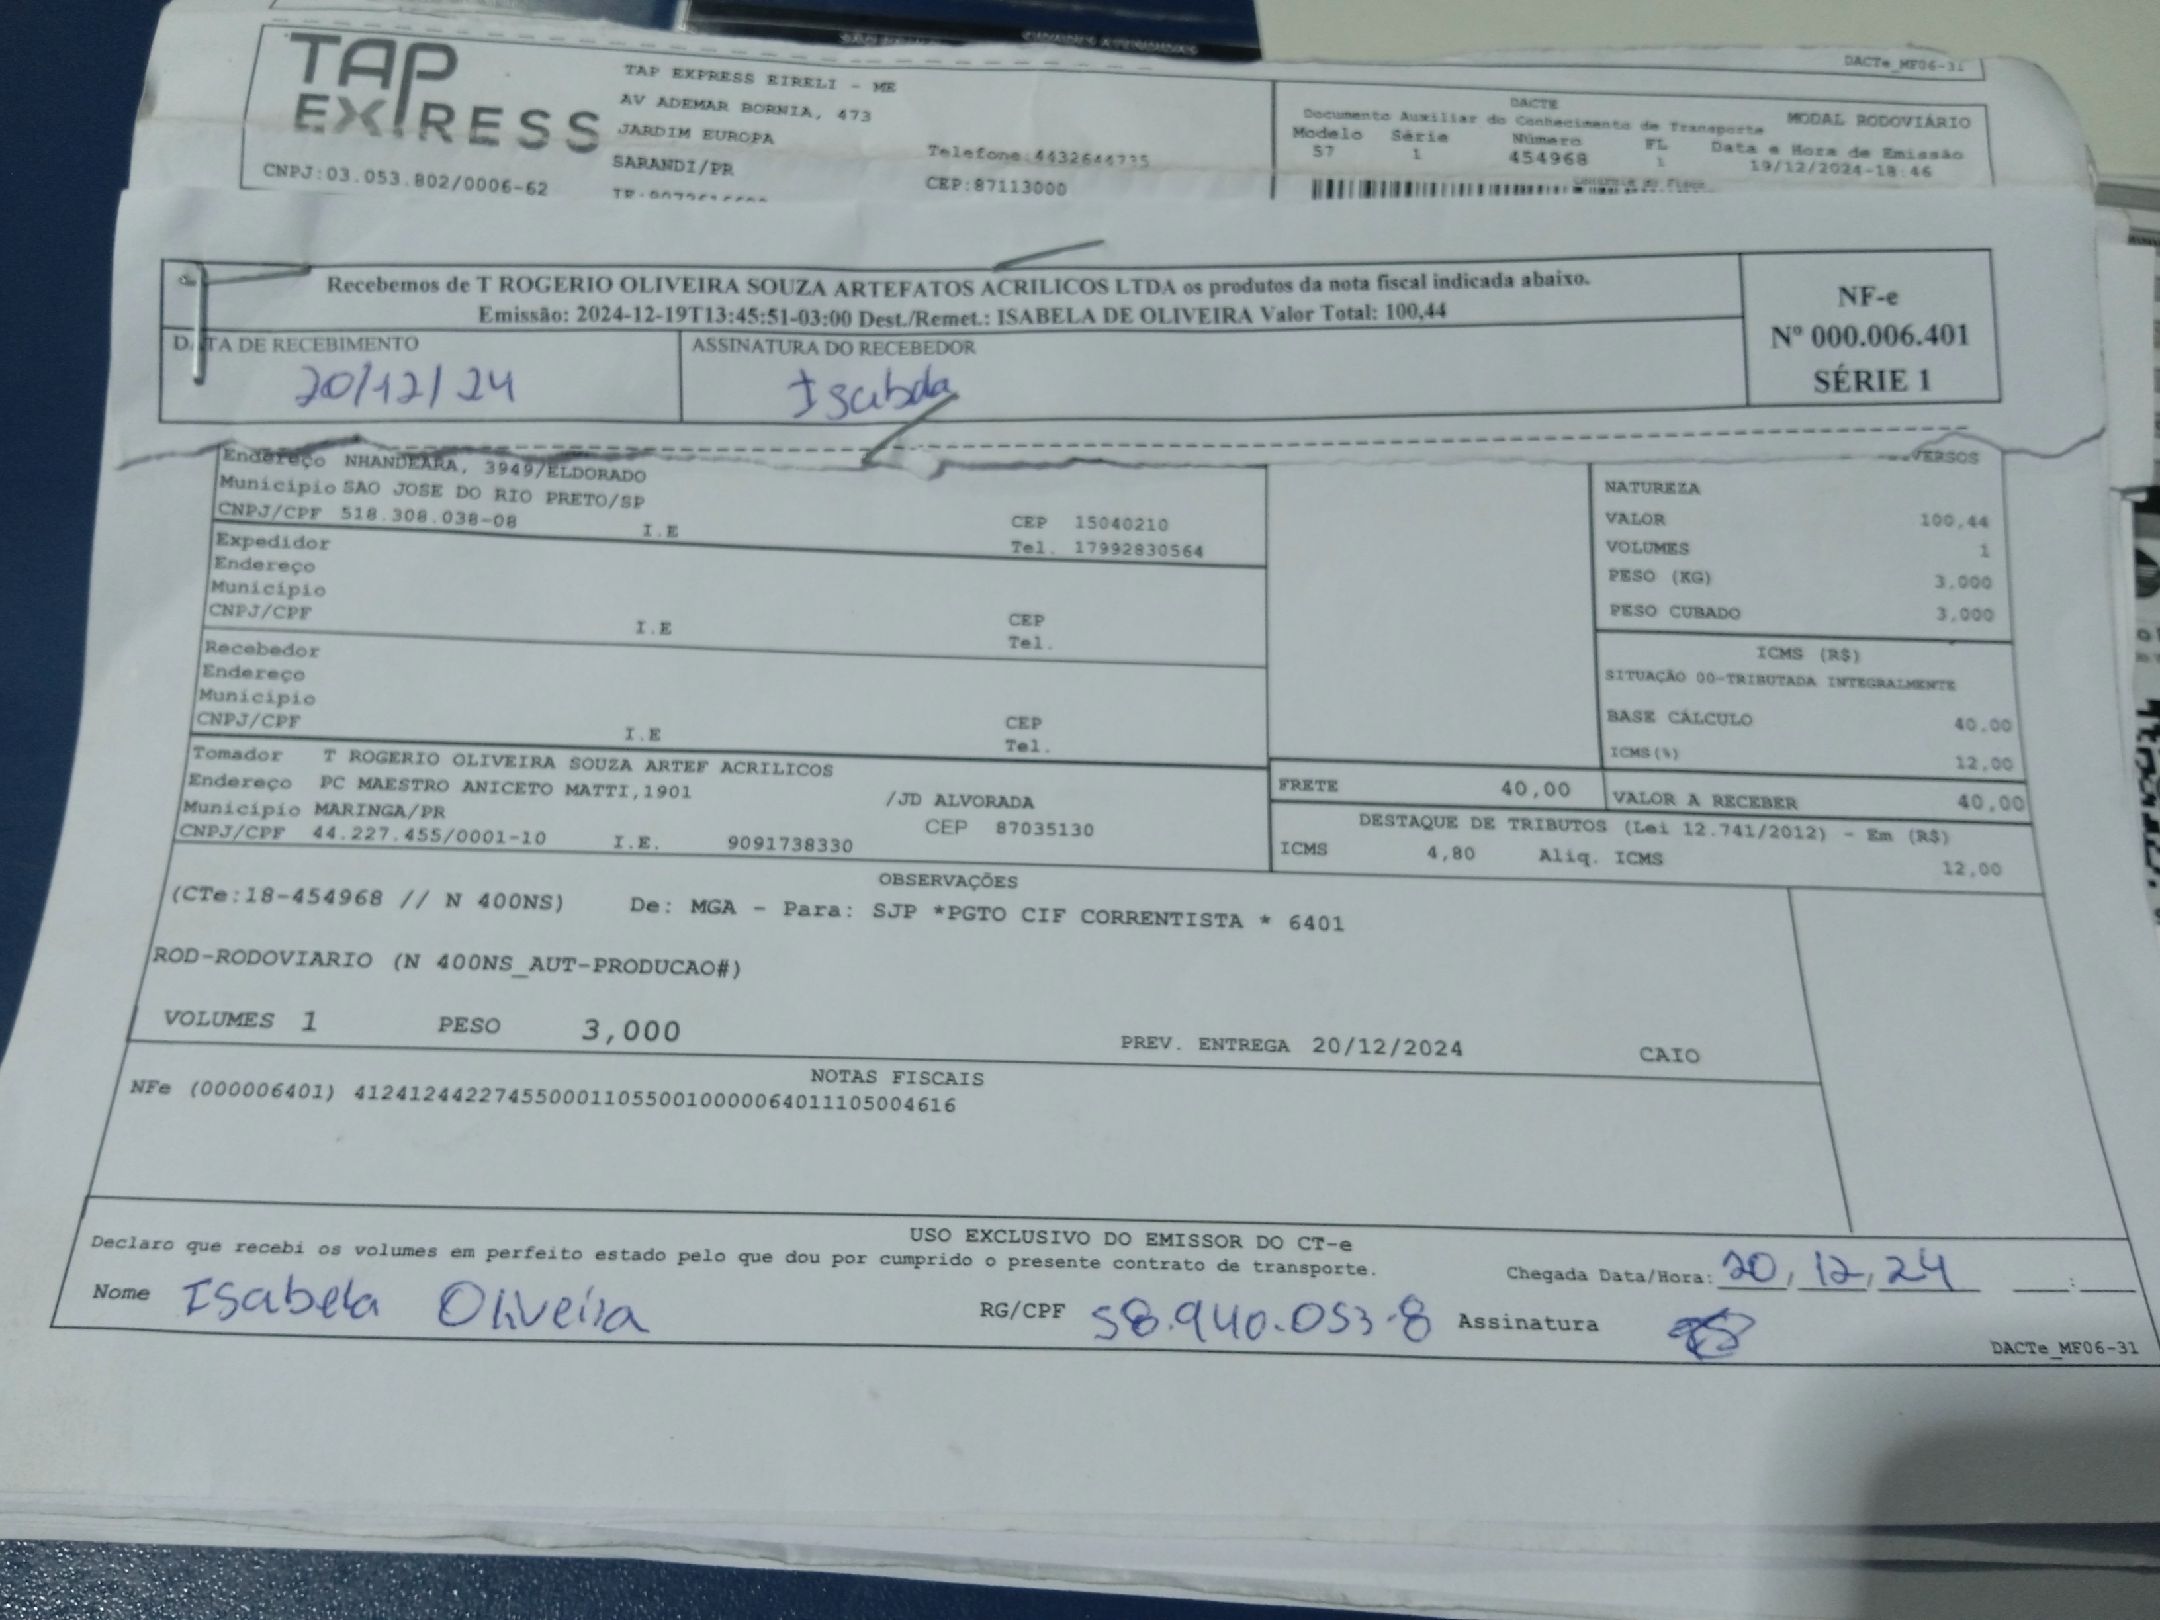 DACTe_MF06-31
TAP EXPRESS
TAP EXPRESS EIRELI - ME
AV ADEMAR BORNIA, 473
JARDIM EUROPA
SARANDI/PR
Telefone:4432644735
CEP:87113000
CNPJ:03.053.802/0006-62
DACTE
Documento Auxiliar do Conhecimento de Transporte
MODAL RODOVIÁRIO
Modelo Série Número FL Data e Hora de Emissão
57 1 454968 1 19/12/2024-18:46
Recebemos de T ROGERIO OLIVEIRA SOUZA ARTEFATOS ACRILICOS LTDA os produtos da nota fiscal indicada abaixo.
Emissão: 2024-12-19T13:45:51-03:00 Dest./Remet.: ISABELA DE OLIVEIRA Valor Total: 100,44
NF-e
Nº 000.006.401
SÉRIE 1
DATA DE RECEBIMENTO
20/12/24
ASSINATURA DO RECEBEDOR
Isabela
Endereço NHANDEARA, 3949/ELDORADO
Município SAO JOSE DO RIO PRETO/SP
CNPJ/CPF 518.308.038-08 I.E CEP 15040210
Tel. 17992830564
Expedidor
Endereço
Município
CNPJ/CPF I.E CEP
Tel.
Recebedor
Endereço
Município
CNPJ/CPF I.E CEP
Tel.
Tomador T ROGERIO OLIVEIRA SOUZA ARTEF ACRILICOS
Endereço PC MAESTRO ANICETO MATTI,1901 /JD ALVORADA
Município MARINGA/PR CEP 87035130
CNPJ/CPF 44.227.455/0001-10 I.E. 9091738330
VERSOS
NATUREZA
VALOR 100,44
VOLUMES 1
PESO (KG) 3.000
PESO CUBADO 3,000
ICMS (R$)
SITUAÇÃO 00-TRIBUTADA INTEGRALMENTE
BASE CÁLCULO 40.00
ICMS(%) 12,00
FRETE 40,00 VALOR A RECEBER 40,00
DESTAQUE DE TRIBUTOS (Lei 12.741/2012) - Em (R$)
ICMS 4,80 Aliq. ICMS 12,00
OBSERVAÇÕES
(CTe:18-454968 // N 400NS) De: MGA - Para: SJP *PGTO CIF CORRENTISTA * 6401
ROD-RODOVIARIO (N 400NS_AUT-PRODUCAO#)
VOLUMES 1 PESO 3,000 PREV. ENTREGA 20/12/2024 CAIO
NOTAS FISCAIS
NFe (000006401) 41241244227455000110550010000064011105004616
USO EXCLUSIVO DO EMISSOR DO CT-e
Declaro que recebi os volumes em perfeito estado pelo que dou por cumprido o presente contrato de transporte.
Chegada Data/Hora: 20/12/24 :
Nome Isabela Oliveira RG/CPF 58.940.053-8 Assinatura
DACTe_MF06-31